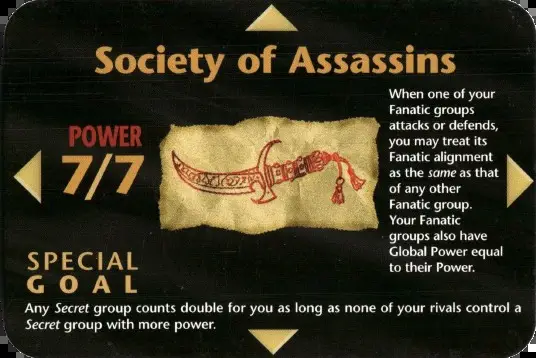 Society of Assassins
When one of your
Fanatic groups
attacks or defends,
you may treat its
Fanatic alignment
as the same as that
of any other
Fanatic group.
Your Fanatic
groups also have
Global Power equal
to their Power.
POWER
7/7
SPECIAL
GOAL
Any Secret group counts double for you as long as none of your rivals control a
Secret group with more power.